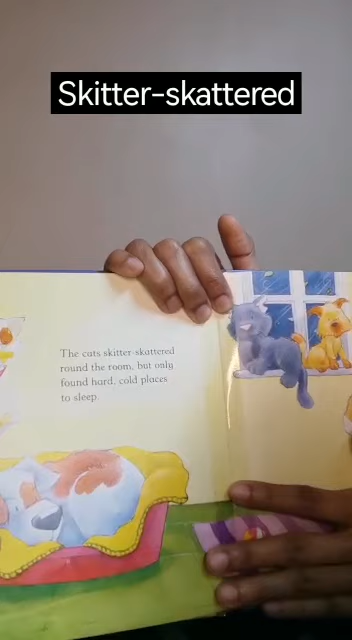 Skitter-skattered
The cats skitter-skattered
round the room, but only
found hard, cold places
to sleep.